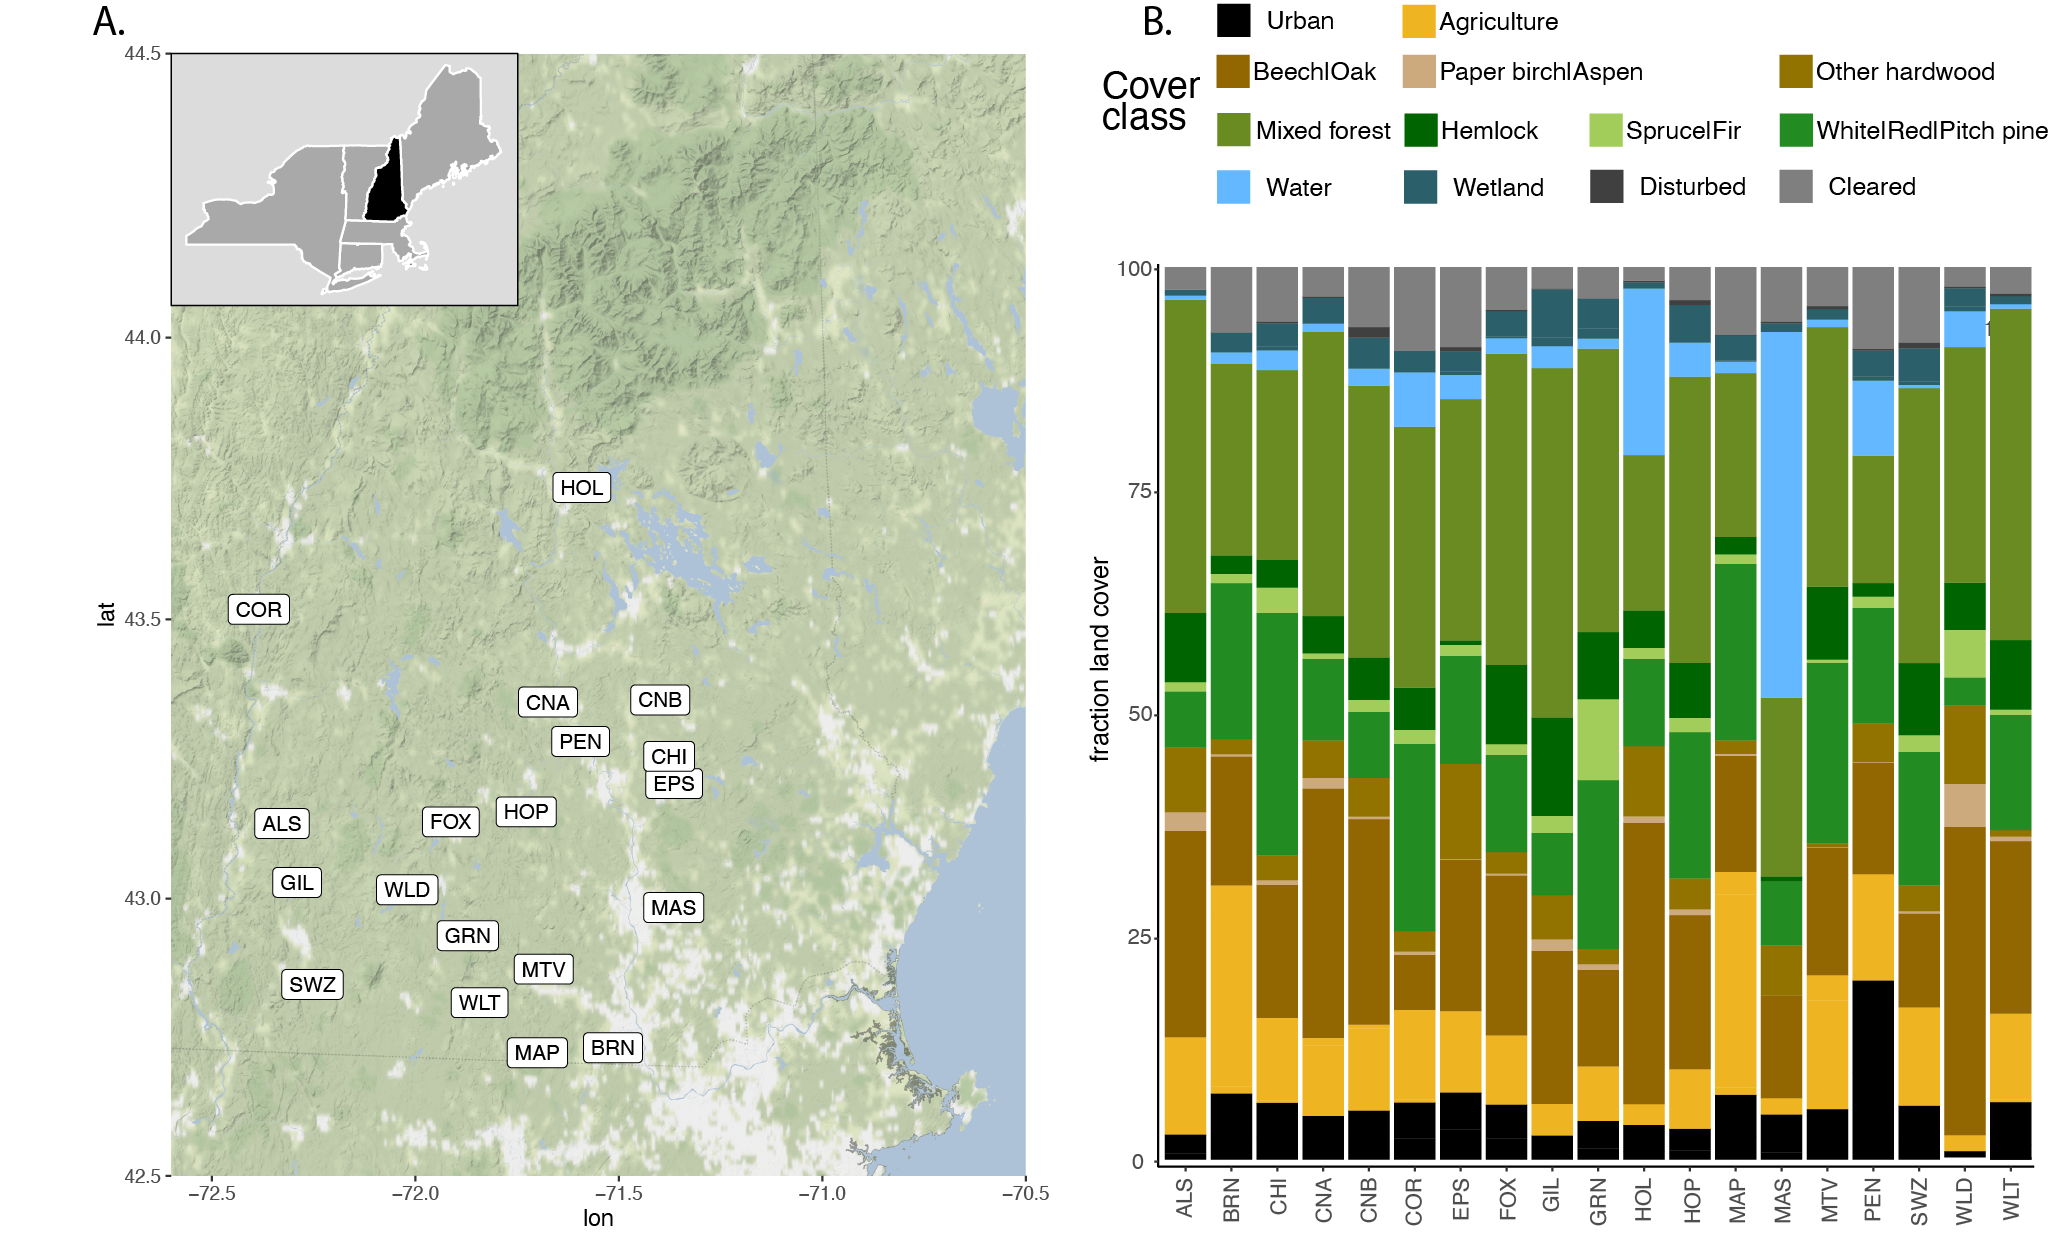 A.
44.5
44.0
43.5
43.0
42.5
lat
−72.5
−72.0
−71.5
−71.0
−70.5
lon
HOL
COR
CNA
CNB
PEN
CHI
EPS
HOP
FOX
ALS
GIL
WLD
MAS
GRN
MTV
SWZ
WLT
MAP
BRN
B.
Cover
class
Urban
Agriculture
Beech|Oak
Paper birch|Aspen
Other hardwood
Mixed forest
Hemlock
Spruce|Fir
White|Red|Pitch pine
Water
Wetland
Disturbed
Cleared
100
75
50
25
0
fraction land cover
ALS
BRN
CHI
CNA
CNB
COR
EPS
FOX
GIL
GRN
HOL
HOP
MAP
MAS
MTV
PEN
SWZ
WLD
WLT